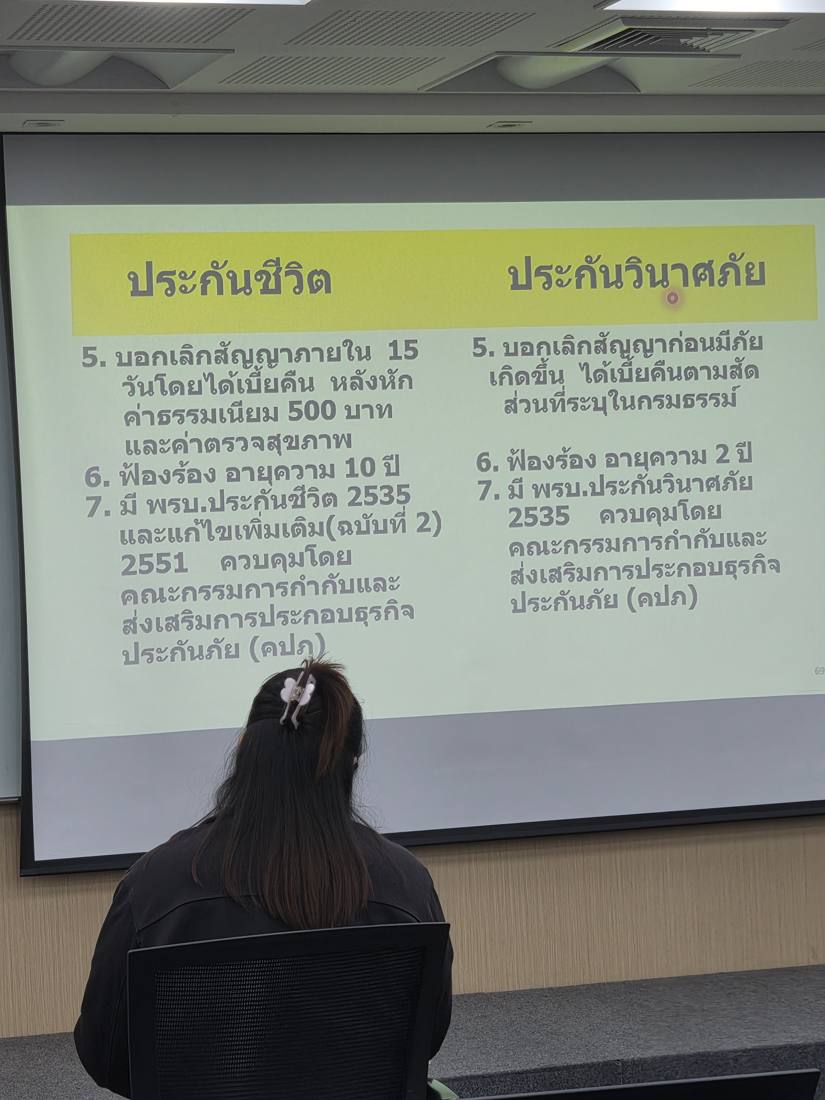 ประกันชีวิต
5. บอกเลิกสัญญาภายใน 15
วันโดยได้เบี้ยคืน หลังหัก
ค่าธรรมเนียม 500 บาท
และค่าตรวจสุขภาพ
6. ฟ้องร้อง อายุความ 10 ปี
7. มี พรบ.ประกันชีวิต 2535
และแก้ไขเพิ่มเติม(ฉบับที่ 2)
2551 ควบคุมโดย
คณะกรรมการกำกับและ
ส่งเสริมการประกอบธุรกิจ
ประกันภัย (คปภ)
ประกันวินาศภัย
5. บอกเลิกสัญญาก่อนมีภัย
เกิดขึ้น ได้เบี้ยคืนตามสัด
ส่วนที่ระบุในกรมธรรม์
6. ฟ้องร้อง อายุความ 2 ปี
7. มี พรบ.ประกันวินาศภัย
2535 ควบคุมโดย
คณะกรรมการกำกับและ
ส่งเสริมการประกอบธุรกิจ
ประกันภัย (คปภ)
69